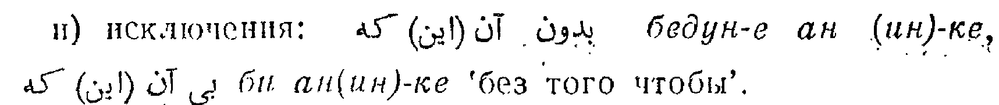 и) исключения: بدون آن (این) که бедун-е ан (ин)-ке,
بی آن (این) که би ан(ин)-ке ‘без того чтобы’.